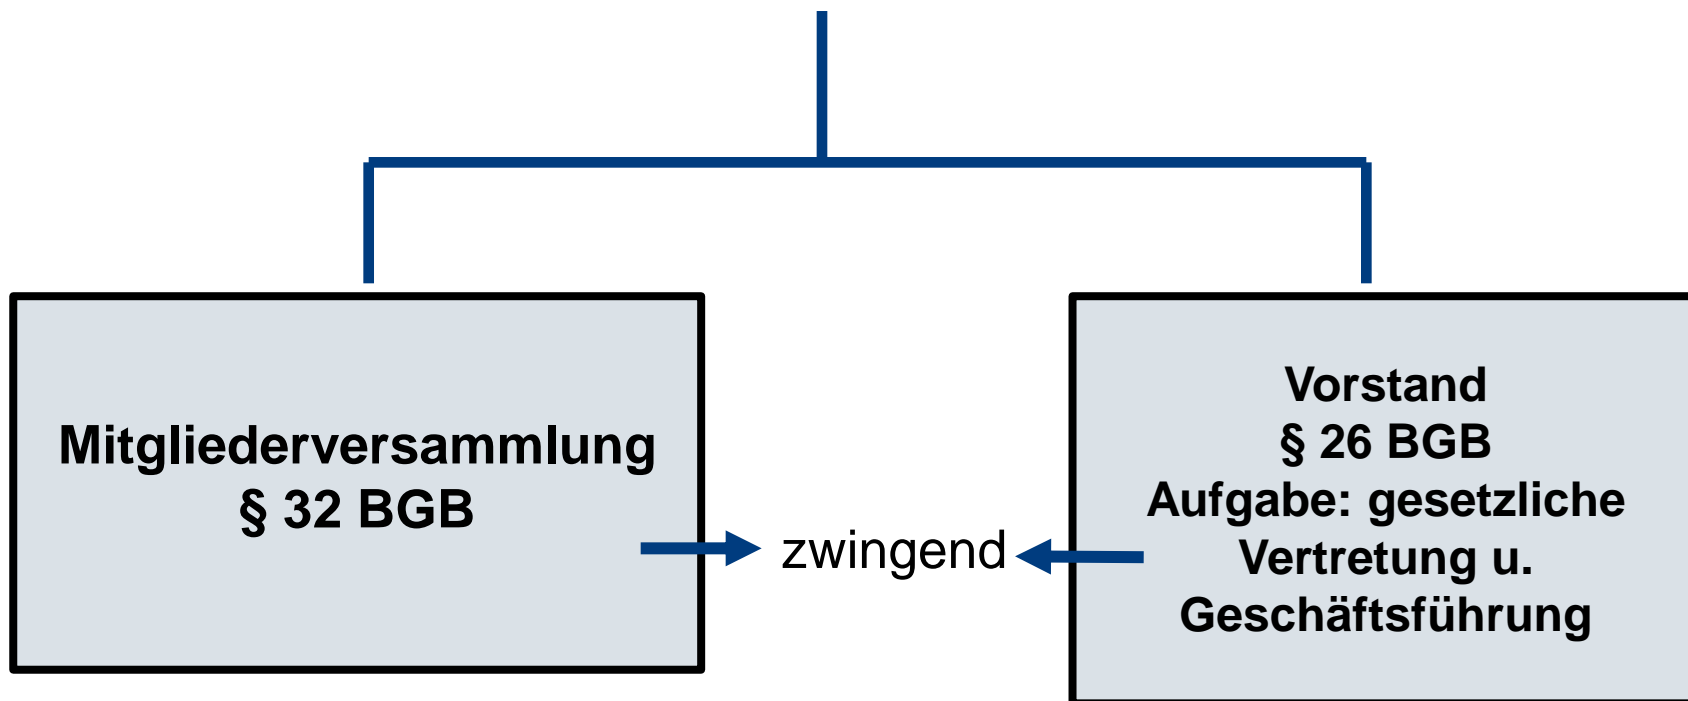 Mitgliederversammlung
§ 32 BGB
zwingend
Vorstand
§ 26 BGB
Aufgabe: gesetzliche
Vertretung u.
Geschäftsführung